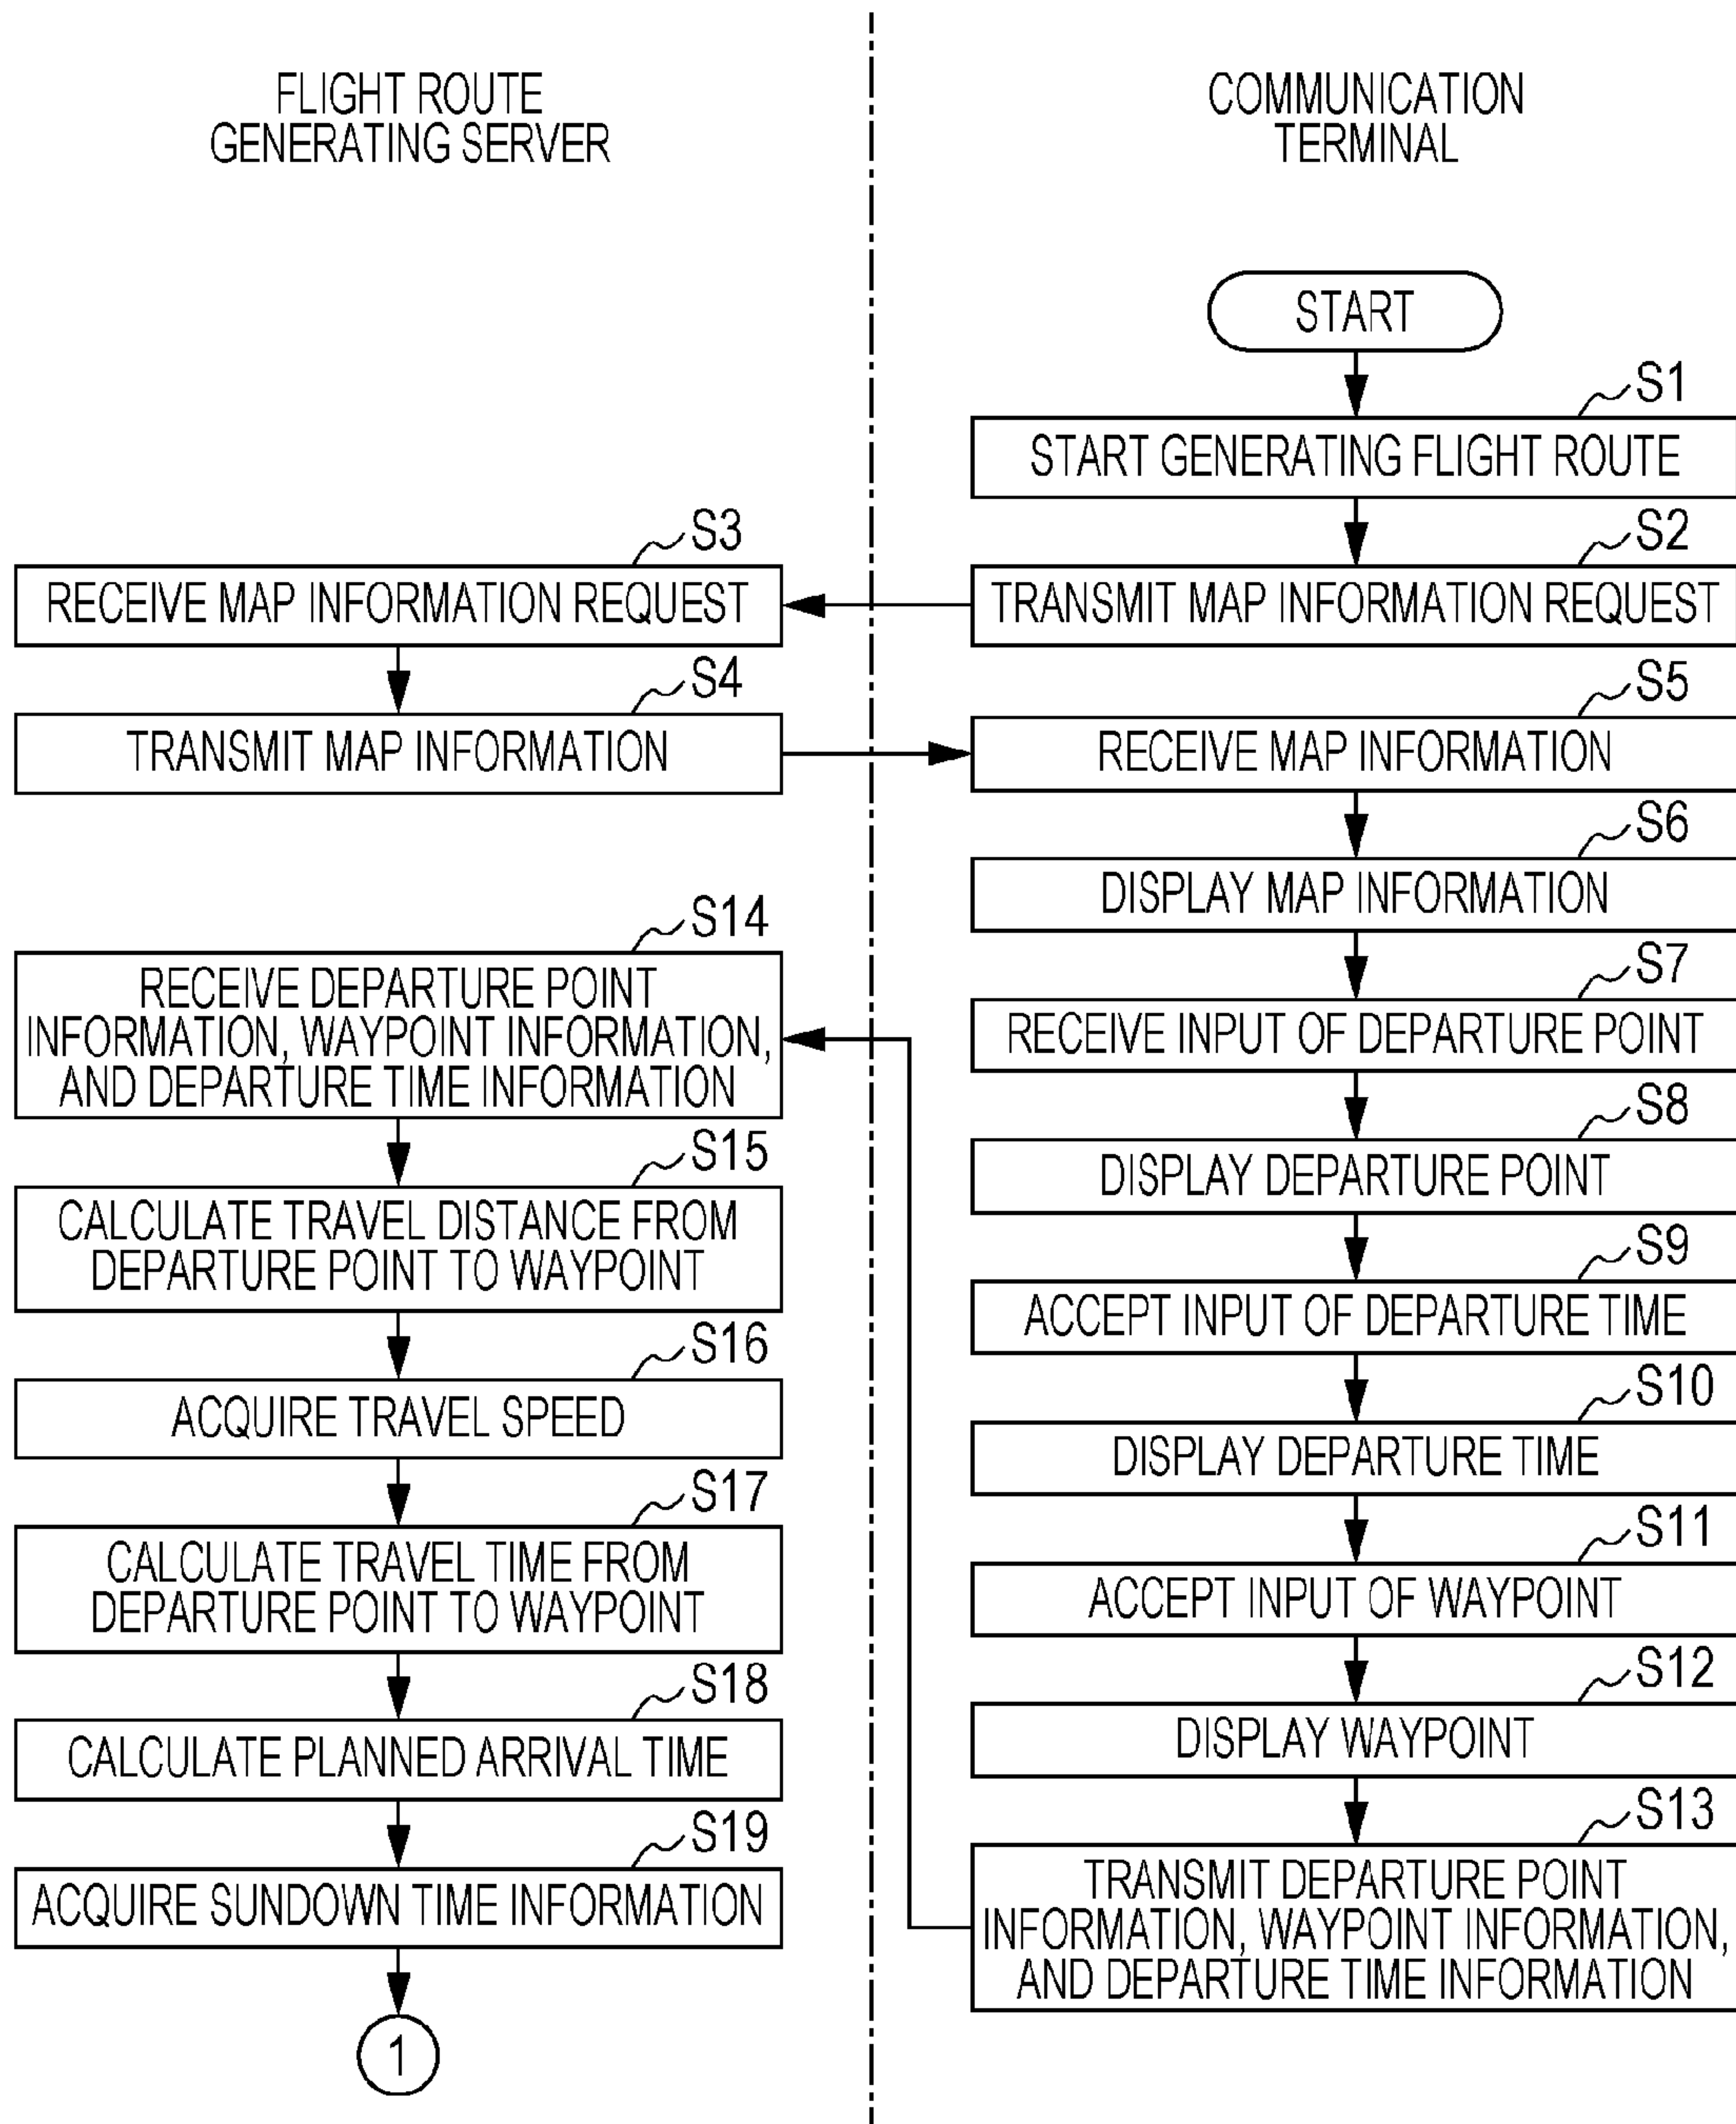 FLIGHT ROUTE
GENERATING SERVER
COMMUNICATION
TERMINAL
START
S1
START GENERATING FLIGHT ROUTE
S2
TRANSMIT MAP INFORMATION REQUEST
S3
RECEIVE MAP INFORMATION REQUEST
S4
TRANSMIT MAP INFORMATION
S5
RECEIVE MAP INFORMATION
S6
DISPLAY MAP INFORMATION
S7
RECEIVE INPUT OF DEPARTURE POINT
S8
DISPLAY DEPARTURE POINT
S9
ACCEPT INPUT OF DEPARTURE TIME
S10
DISPLAY DEPARTURE TIME
S11
ACCEPT INPUT OF WAYPOINT
S12
DISPLAY WAYPOINT
S13
TRANSMIT DEPARTURE POINT
INFORMATION, WAYPOINT INFORMATION,
AND DEPARTURE TIME INFORMATION
S14
RECEIVE DEPARTURE POINT
INFORMATION, WAYPOINT INFORMATION,
AND DEPARTURE TIME INFORMATION
S15
CALCULATE TRAVEL DISTANCE FROM
DEPARTURE POINT TO WAYPOINT
S16
ACQUIRE TRAVEL SPEED
S17
CALCULATE TRAVEL TIME FROM
DEPARTURE POINT TO WAYPOINT
S18
CALCULATE PLANNED ARRIVAL TIME
S19
ACQUIRE SUNDOWN TIME INFORMATION
1